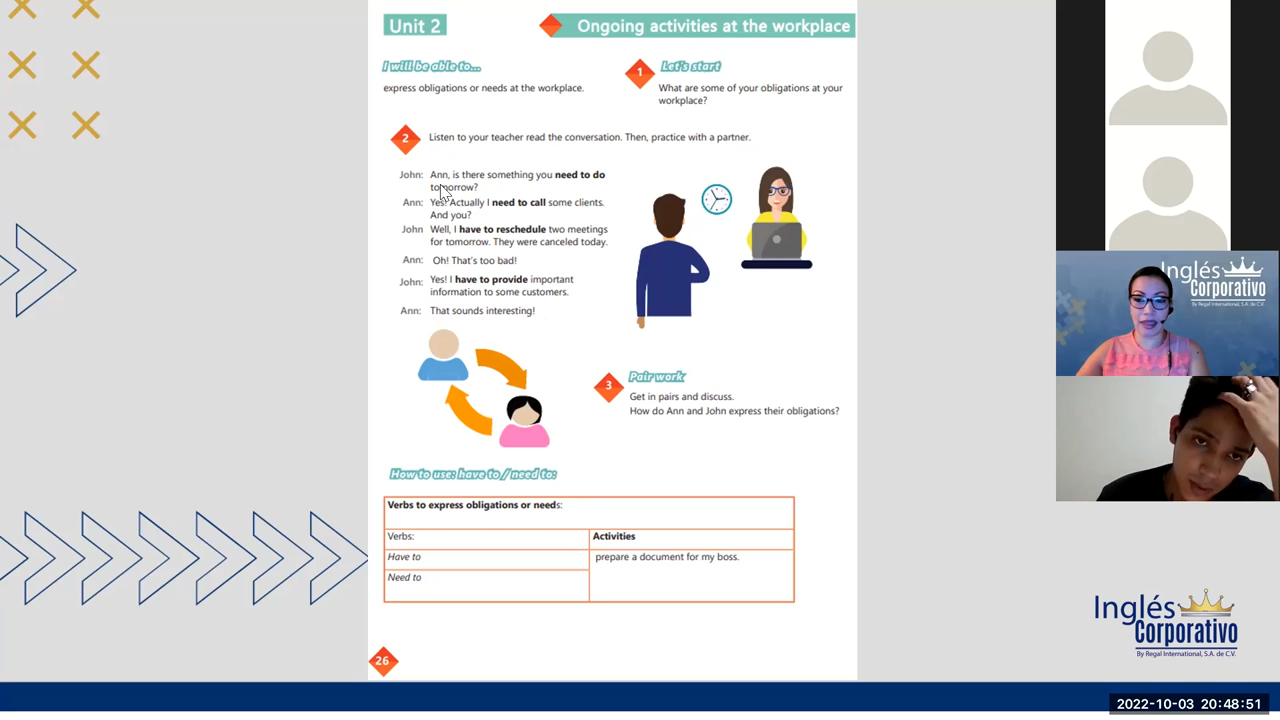 Unit 2
Ongoing activities at the workplace
I will be able to...
express obligations or needs at the workplace.
1
Let's start
What are some of your obligations at your
workplace?
2
Listen to your teacher read the conversation. Then, practice with a partner.
John: Ann, is there something you need to do
tomorrow?
Ann: Yes! Actually I need to call some clients.
And you?
John Well, I have to reschedule two meetings
for tomorrow. They were canceled today.
Ann: Oh! That's too bad!
John: Yes! I have to provide important
information to some customers.
Ann: That sounds interesting!
3
Pair work
Get in pairs and discuss.
How do Ann and John express their obligations?
How to use: have to / need to:
Verbs to express obligations or needs:
Verbs:
Activities
Have to
prepare a document for my boss.
Need to
26
Inglés
Corporativo
By Regal International, S.A. de C.V.
Inglés
Corporativo
By Regal International, S.A. de C.V.
2022-10-03 20:48:51